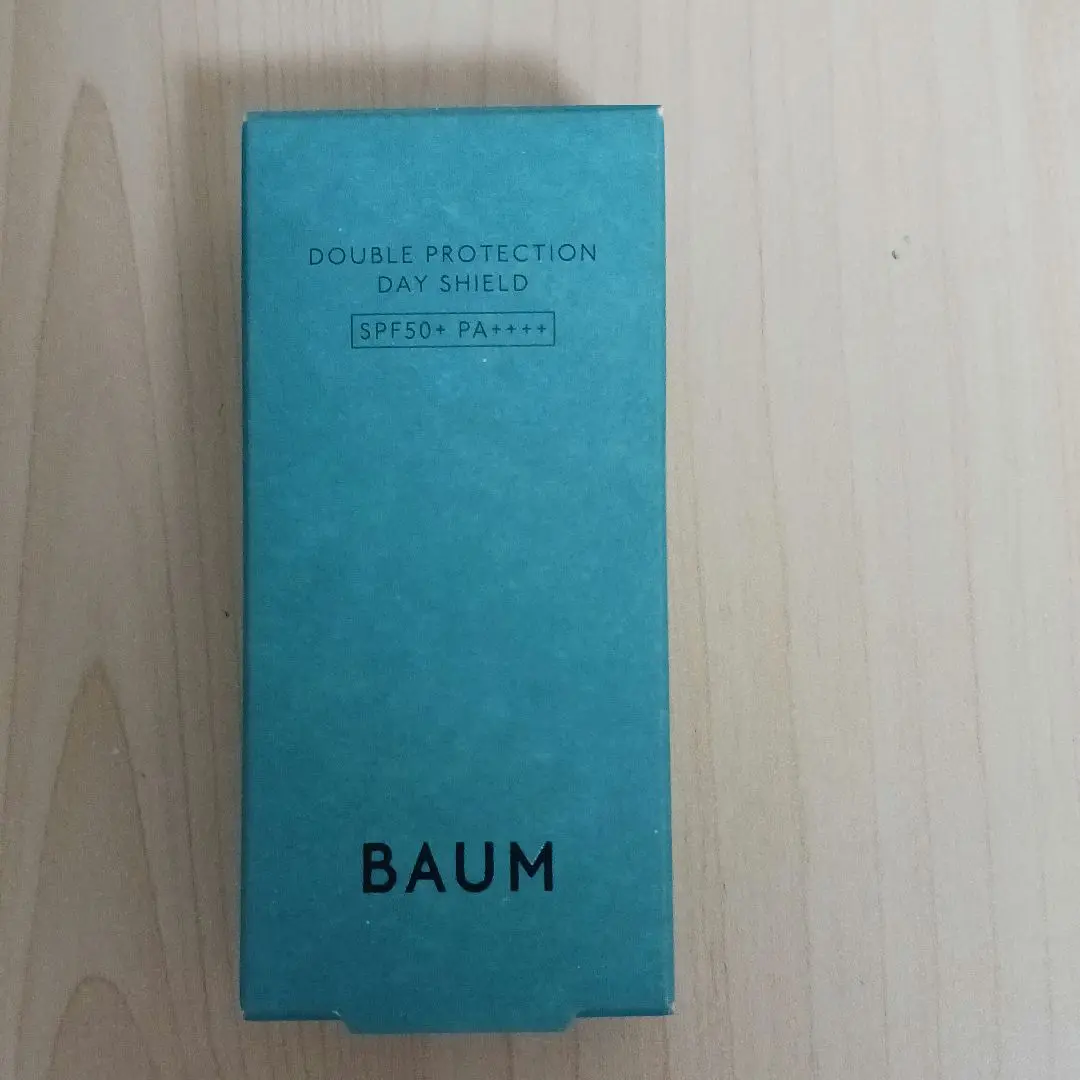 DOUBLE PROTECTION
DAY SHIELD
SPF50+ PA++++
BAUM